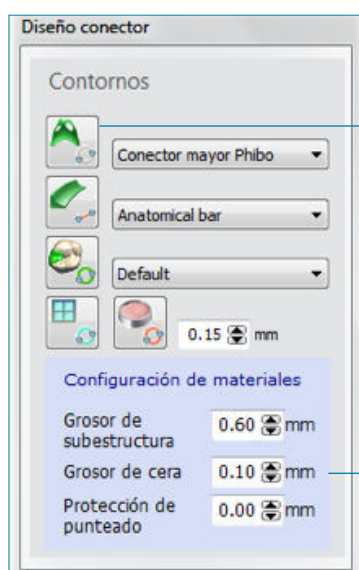 Diseño conector
Contornos
Conector mayor Phibo
Anatomical bar
Default
0.15 mm
Configuración de materiales
Grosor de
subestructura
0.60 mm
Grosor de cera
0.10 mm
Protección de
punteado
0.00 mm